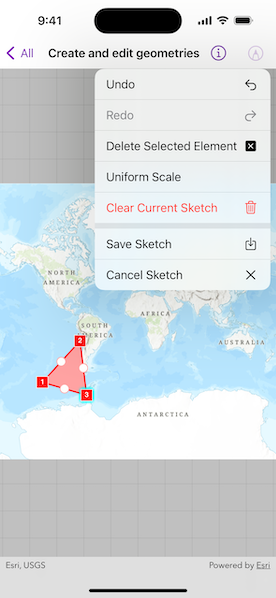 9:41
All
Create and edit geometries
Undo
Redo
Delete Selected Element
Uniform Scale
Clear Current Sketch
Save Sketch
Cancel Sketch
NORTH
AMERICA
AFRICA
SOUTH
AMERICA
AUSTRALIA
2
1
3
ANTARCTICA
Esri, USGS
Powered by Esri